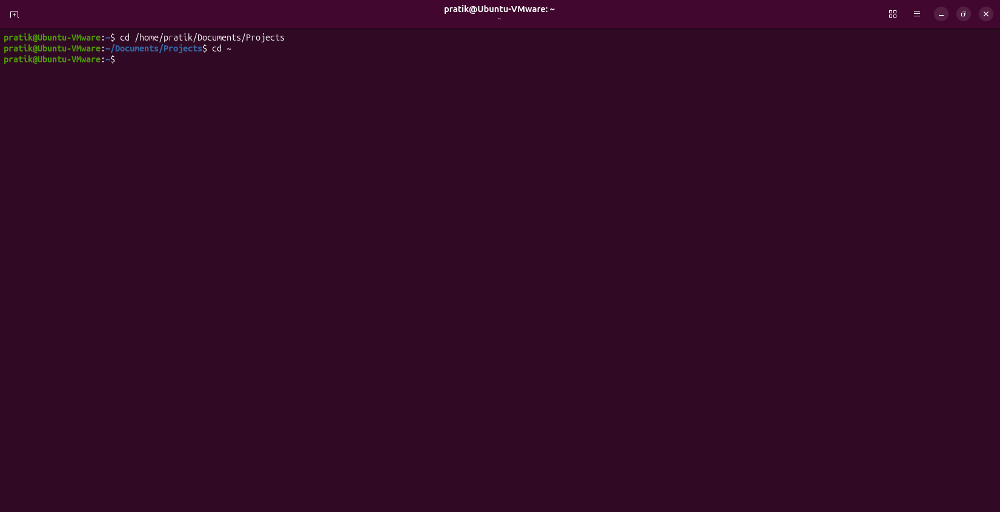 pratik@Ubuntu-VMware: ~
~
pratik@Ubuntu-VMware:~$ cd /home/pratik/Documents/Projects
pratik@Ubuntu-VMware:~/Documents/Projects$ cd ~
pratik@Ubuntu-VMware:~$